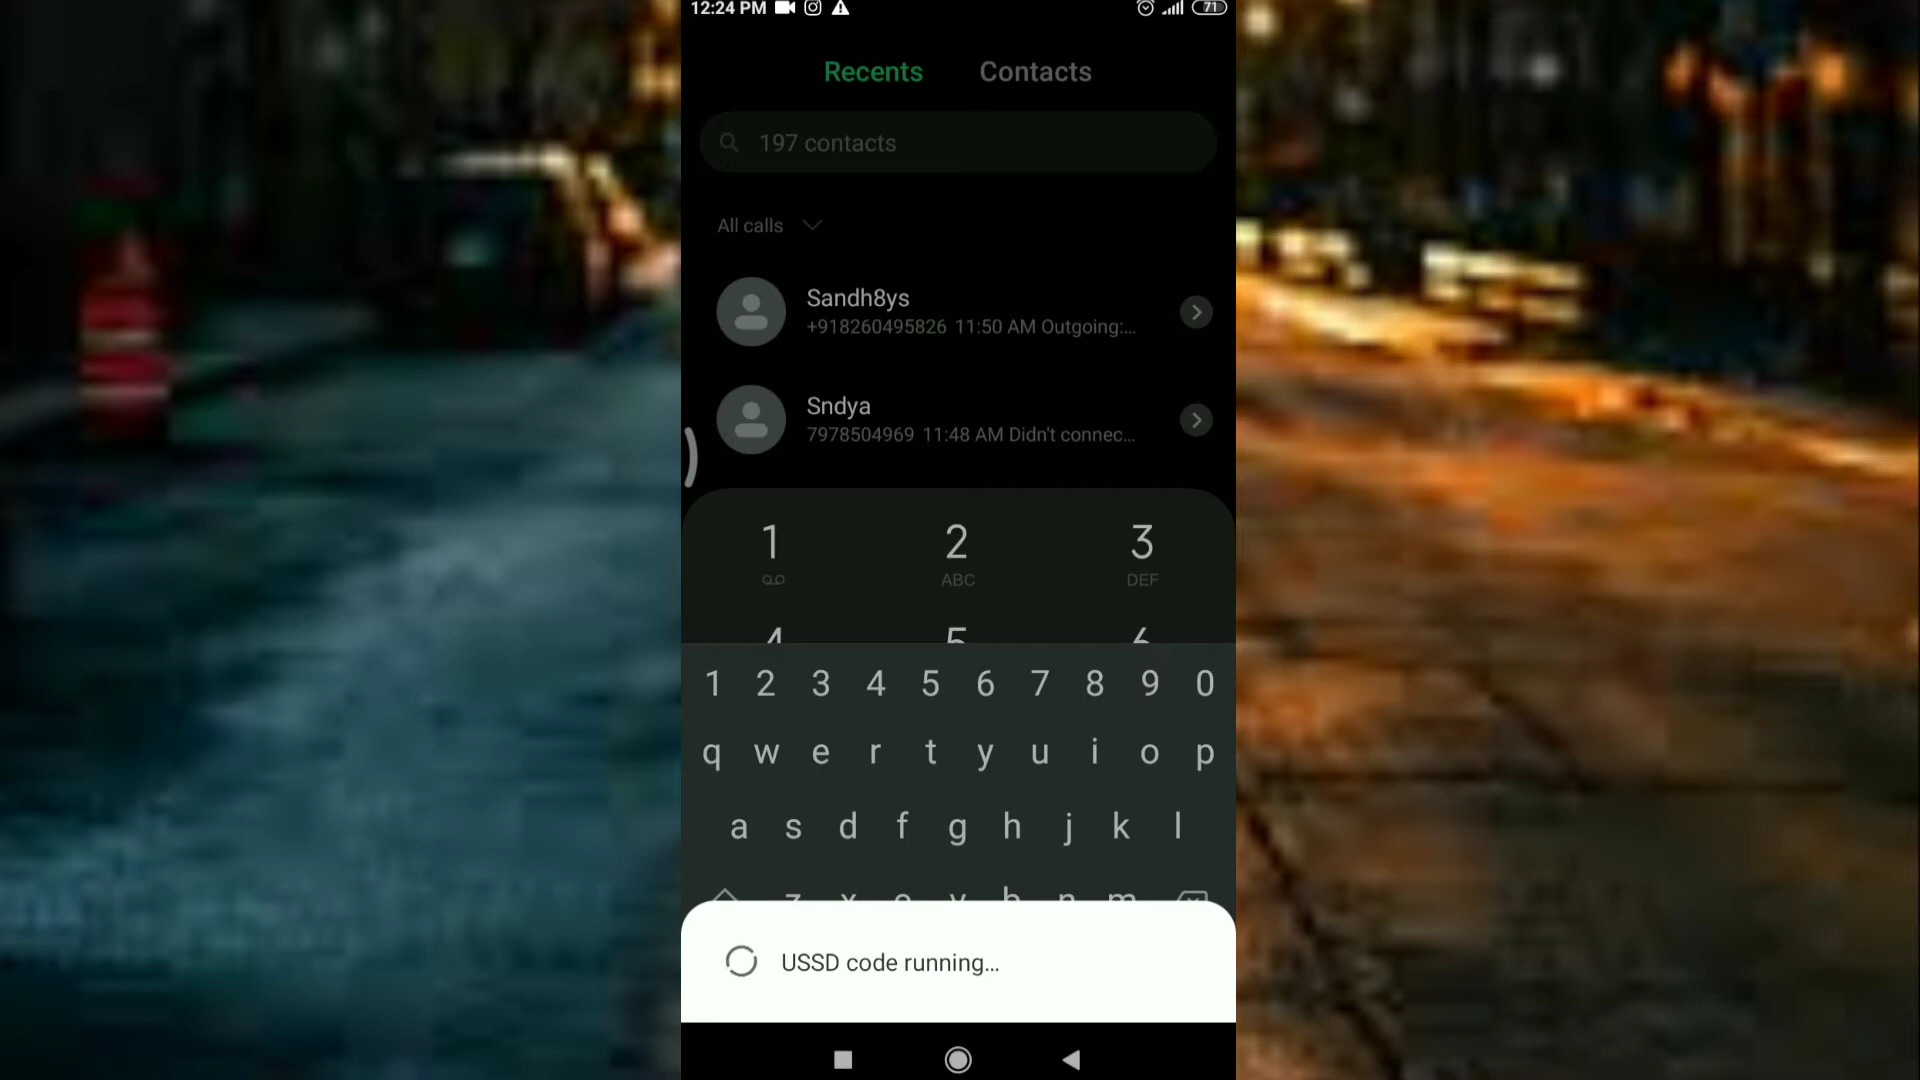 12:24 PM
71
Recents Contacts
197 contacts
All calls
Sandh8ys
+918260495826 11:50 AM Outgoing:...
Sndya
7978504969 11:48 AM Didn't connec...
1 2 3
ABC DEF
4 5 6
1 2 3 4 5 6 7 8 9 0
q w e r t y u i o p
a s d f g h j k l
z x c v b n m
USSD code running...